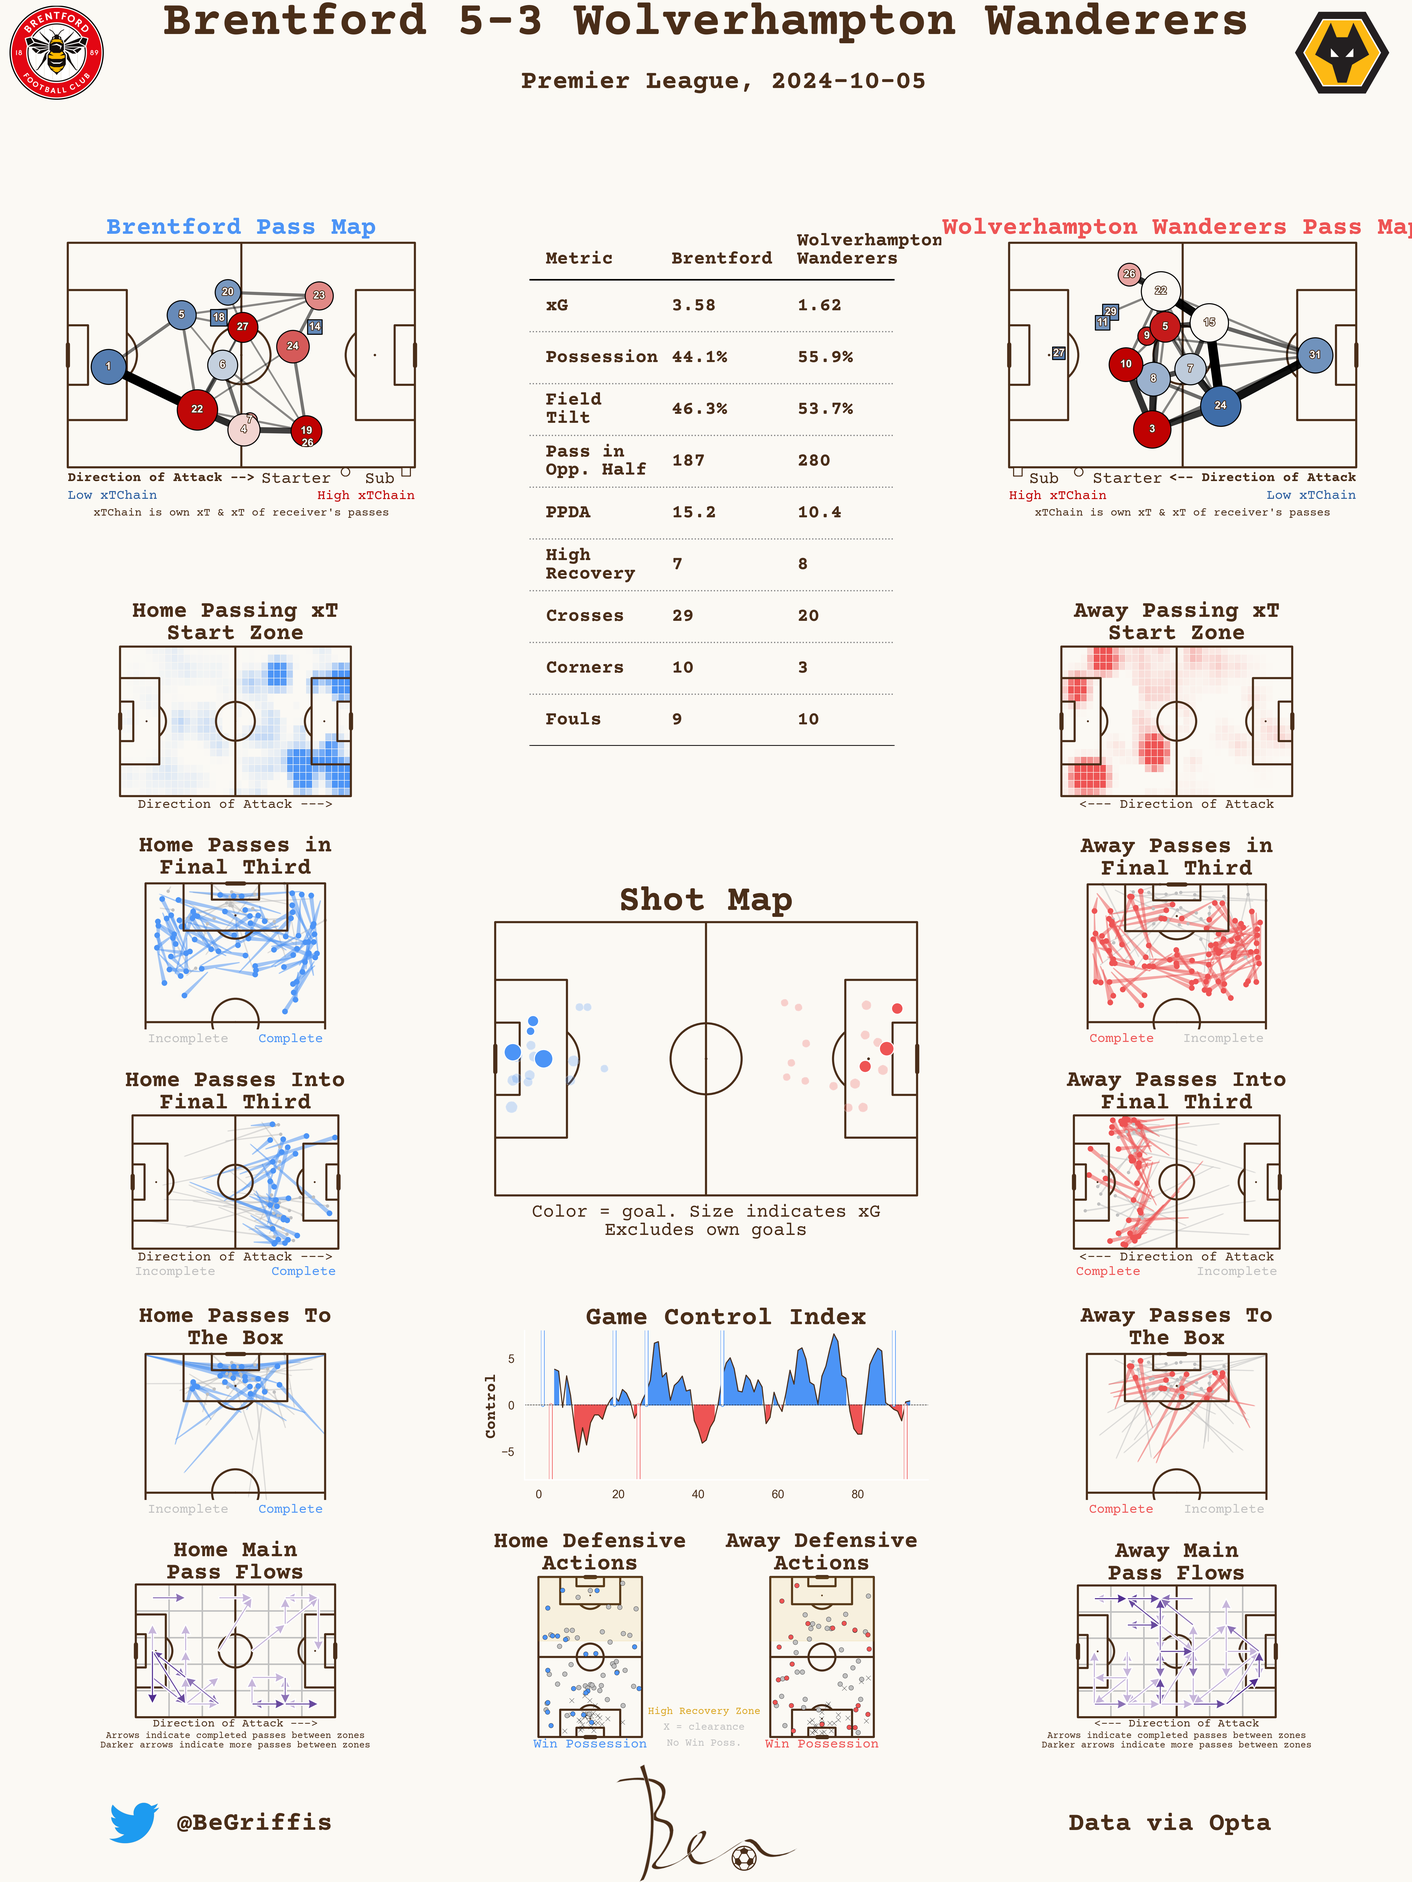 Brentford 5-3 Wolverhampton Wanderers
Premier League, 2024-10-05
BRENTFORD
18 89
FOOTBALL CLUB
Brentford Pass Map
20
23
5
18
27
14
24
1
6
22
4
7
19
26
Direction of Attack --> Starter Sub
Low xTChain High xTChain
xTChain is own xT & xT of receiver's passes
Metric Brentford Wolverhampton Wanderers
xG 3.58 1.62
Possession 44.1% 55.9%
Field Tilt 46.3% 53.7%
Pass in Opp. Half 187 280
PPDA 15.2 10.4
High Recovery 7 8
Crosses 29 20
Corners 10 3
Fouls 9 10
Wolverhampton Wanderers Pass Map
26
22
29
11
5
15
9
27
31
10
8
7
24
3
Sub Starter <-- Direction of Attack
High xTChain Low xTChain
xTChain is own xT & xT of receiver's passes
Home Passing xT
Start Zone
Direction of Attack --->
Away Passing xT
Start Zone
<--- Direction of Attack
Home Passes in
Final Third
Incomplete Complete
Away Passes in
Final Third
Complete Incomplete
Shot Map
Color = goal. Size indicates xG
Excludes own goals
Home Passes Into
Final Third
Direction of Attack --->
Incomplete Complete
Away Passes Into
Final Third
<--- Direction of Attack
Complete Incomplete
Home Passes To
The Box
Incomplete Complete
Game Control Index
Control
5
0
−5
0 20 40 60 80
Away Passes To
The Box
Complete Incomplete
Home Main
Pass Flows
Direction of Attack --->
Arrows indicate completed passes between zones
Darker arrows indicate more passes between zones
Home Defensive
Actions
Win Possession
High Recovery Zone
X = clearance
No Win Poss.
Away Defensive
Actions
Win Possession
Away Main
Pass Flows
<--- Direction of Attack
Arrows indicate completed passes between zones
Darker arrows indicate more passes between zones
@BeGriffis
Ben
Data via Opta